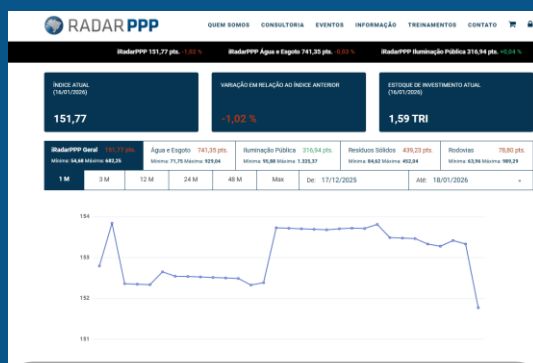 RADAR PPP
QUEM SOMOS CONSULTORIA EVENTOS INFORMAÇÃO TREINAMENTOS CONTATO
iRadarPPP 151,77 pts. -1,02 % iRadarPPP Água e Esgoto 741,35 pts. -0,03 % iRadarPPP Iluminação Pública 316,94 pts. +0,04 %
ÍNDICE ATUAL
(16/01/2026)
151,77
VARIAÇÃO EM RELAÇÃO AO ÍNDICE ANTERIOR
-1,02 %
ESTOQUE DE INVESTIMENTO ATUAL
(16/01/2026)
1,59 TRI
iRadarPPP Geral 151,77 pts. Água e Esgoto 741,35 pts. Iluminação Pública 316,94 pts. Resíduos Sólidos 439,23 pts. Rodovias 78,80 pts.
Mínima: 54,68 Máxima: 682,25 Mínima: 71,75 Máxima: 929,04 Mínima: 95,88 Máxima: 1.325,37 Mínima: 84,62 Máxima: 452,04 Mínima: 63,96 Máxima: 989,29
1 M 3 M 12 M 24 M 48 M Max De: 17/12/2025 Até: 18/01/2026
154
153
152
151